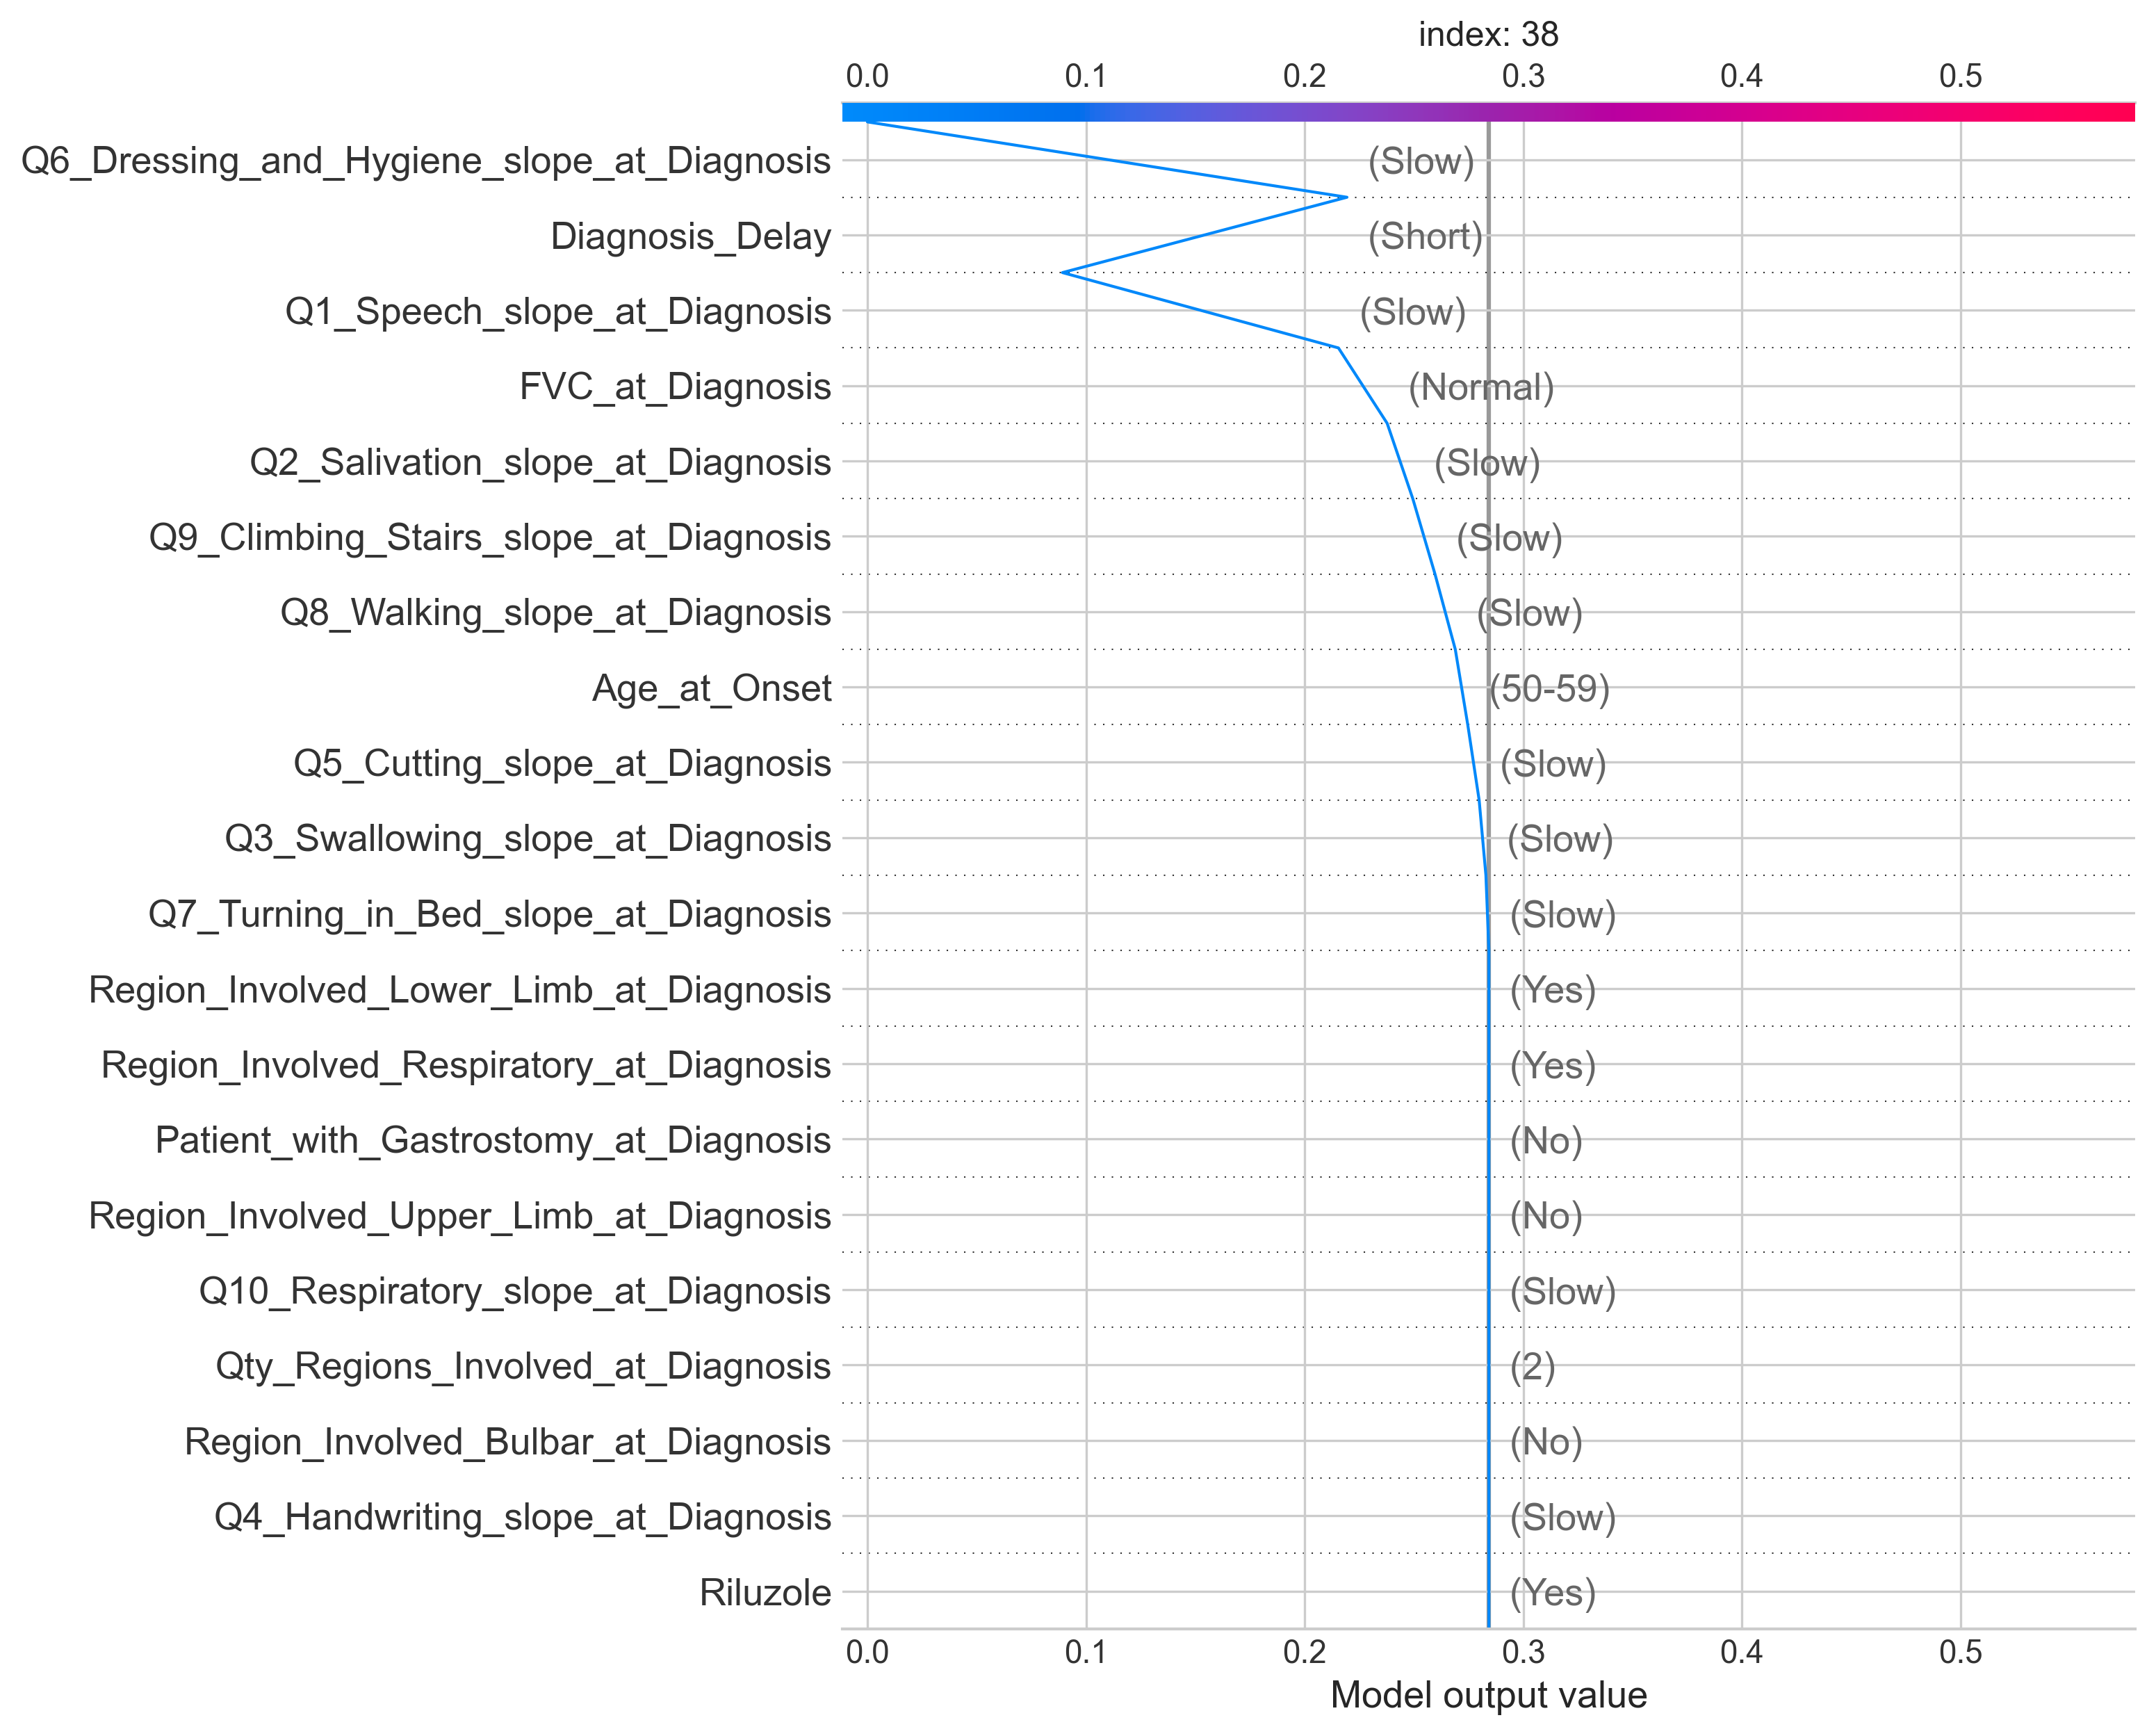 index: 38
0.0 0.1 0.2 0.3 0.4 0.5
Q6_Dressing_and_Hygiene_slope_at_Diagnosis (Slow)
Diagnosis_Delay (Short)
Q1_Speech_slope_at_Diagnosis (Slow)
FVC_at_Diagnosis (Normal)
Q2_Salivation_slope_at_Diagnosis (Slow)
Q9_Climbing_Stairs_slope_at_Diagnosis (Slow)
Q8_Walking_slope_at_Diagnosis (Slow)
Age_at_Onset (50-59)
Q5_Cutting_slope_at_Diagnosis (Slow)
Q3_Swallowing_slope_at_Diagnosis (Slow)
Q7_Turning_in_Bed_slope_at_Diagnosis (Slow)
Region_Involved_Lower_Limb_at_Diagnosis (Yes)
Region_Involved_Respiratory_at_Diagnosis (Yes)
Patient_with_Gastrostomy_at_Diagnosis (No)
Region_Involved_Upper_Limb_at_Diagnosis (No)
Q10_Respiratory_slope_at_Diagnosis (Slow)
Qty_Regions_Involved_at_Diagnosis (2)
Region_Involved_Bulbar_at_Diagnosis (No)
Q4_Handwriting_slope_at_Diagnosis (Slow)
Riluzole (Yes)
0.0 0.1 0.2 0.3 0.4 0.5
Model output value